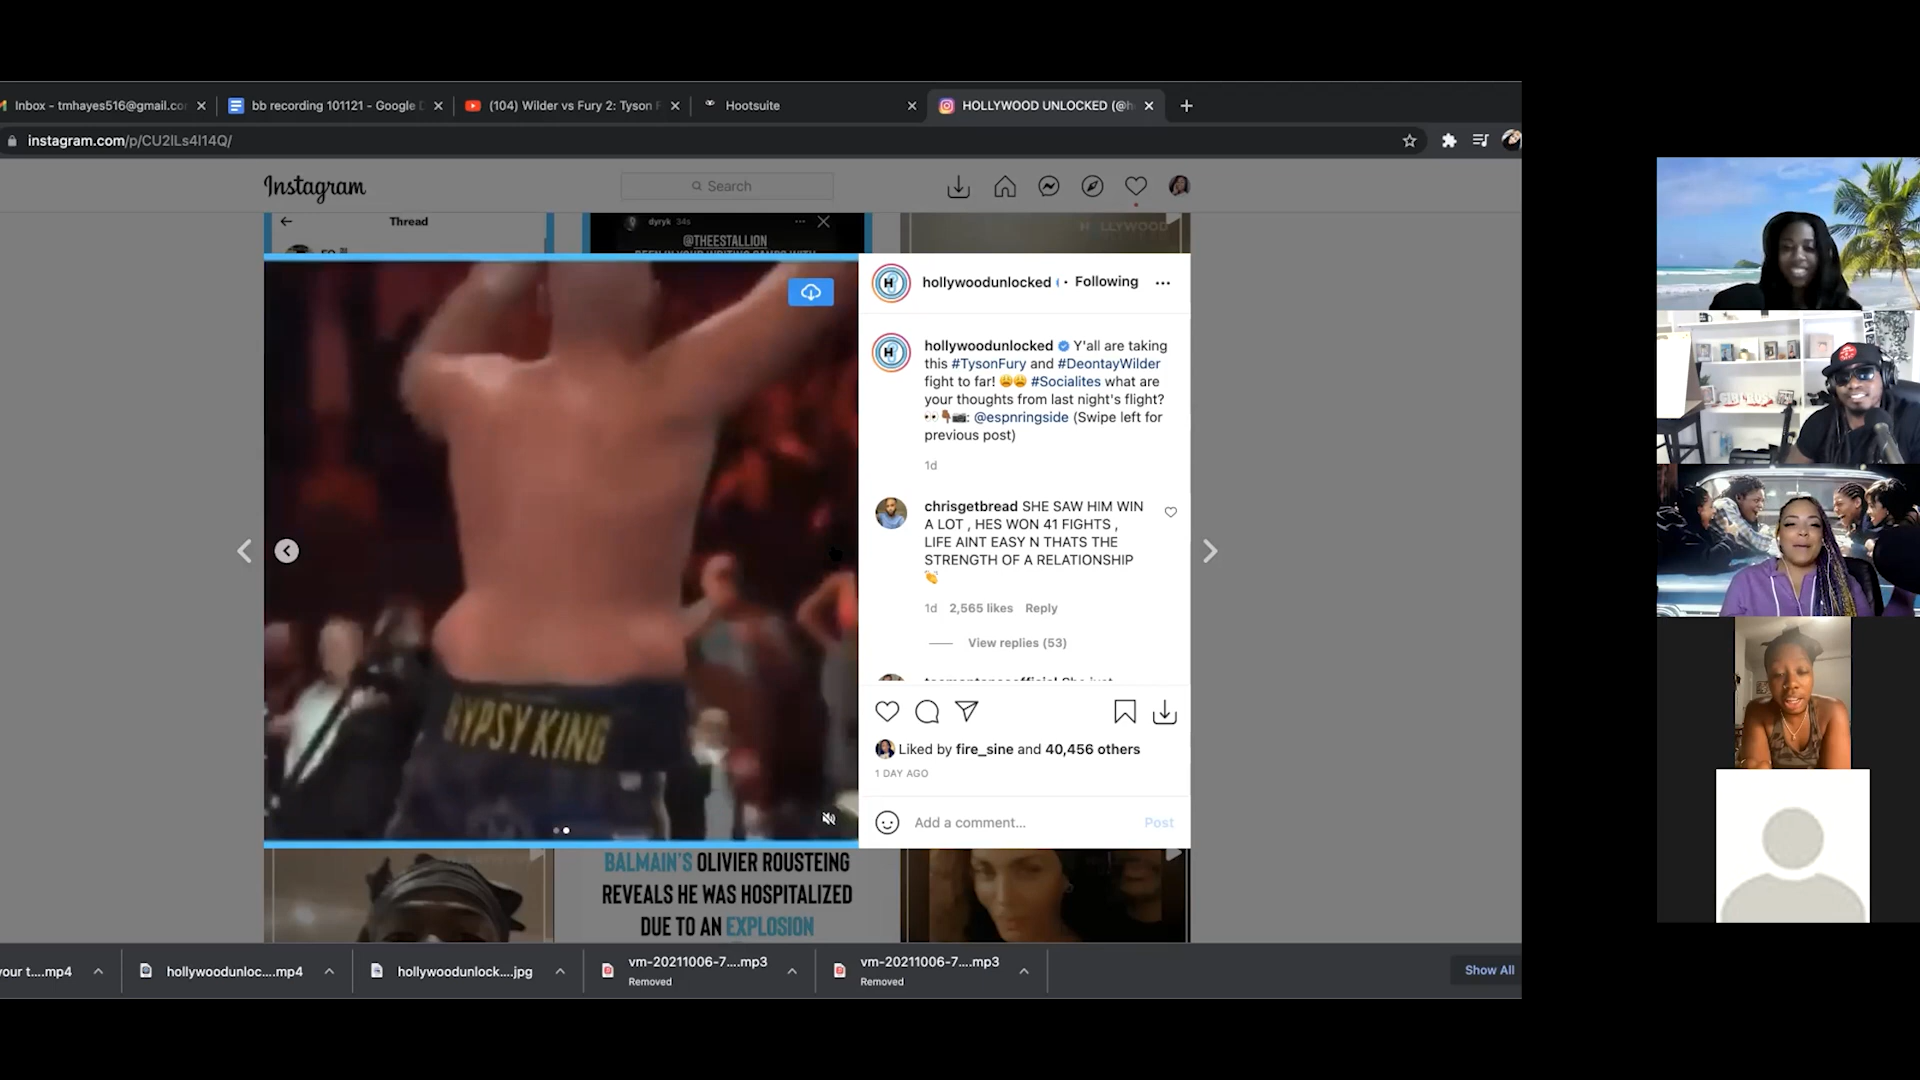 Inbox - tmhayes516@gmail.co
bb recording 101121 - Google D
(104) Wilder vs Fury 2: Tyson F
Hootsuite
HOLLYWOOD UNLOCKED (@h
instagram.com/p/CU2lLs4l14Q/
Instagram
Search
Thread
dyryk 34s
@THEESTALLION
HOLLYWOOD
hollywoodunlocked • Following
hollywoodunlocked Y'all are taking
this #TysonFury and #DeontayWilder
fight to far! 😩😩 #Socialites what are
your thoughts from last night's flight?
👀👇🏾📷: @espnringside (Swipe left for
previous post)
1d
chrisgetbread SHE SAW HIM WIN
A LOT , HES WON 41 FIGHTS ,
LIFE AINT EASY N THATS THE
STRENGTH OF A RELATIONSHIP
👏
1d 2,565 likes Reply
View replies (53)
GYPSY KING
Liked by fire_sine and 40,456 others
1 DAY AGO
Add a comment...
Post
BALMAIN'S OLIVIER ROUSTEING
REVEALS HE WAS HOSPITALIZED
DUE TO AN EXPLOSION
your t....mp4
hollywoodunloc....mp4
hollywoodunlock....jpg
vm-20211006-7....mp3
Removed
vm-20211006-7....mp3
Removed
Show All